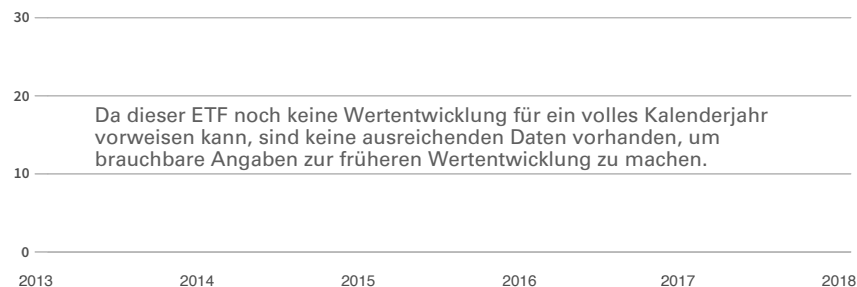 30
20
Da dieser ETF noch keine Wertentwicklung für ein volles Kalenderjahr
vorweisen kann, sind keine ausreichenden Daten vorhanden, um
brauchbare Angaben zur früheren Wertentwicklung zu machen.
10
0
2013 2014 2015 2016 2017 2018